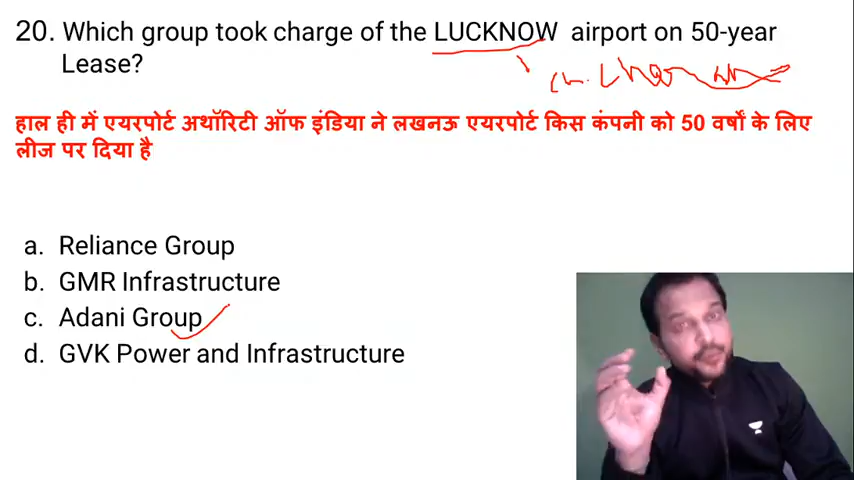 20. Which group took charge of the LUCKNOW airport on 50-year
Lease?
हाल ही में एयरपोर्ट अथॉरिटी ऑफ इंडिया ने लखनऊ एयरपोर्ट किस कंपनी को 50 वर्षों के लिए
लीज पर दिया है
a. Reliance Group
b. GMR Infrastructure
c. Adani Group
d. GVK Power and Infrastructure